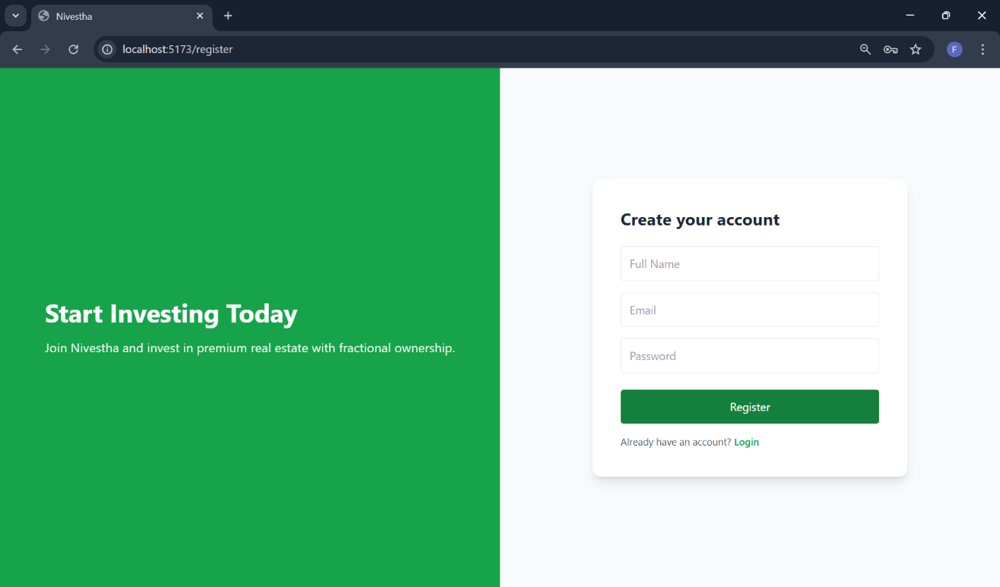 Nivestha
localhost:5173/register
F
Start Investing Today
Join Nivestha and invest in premium real estate with fractional ownership.
Create your account
Full Name
Email
Password
Register
Already have an account? Login